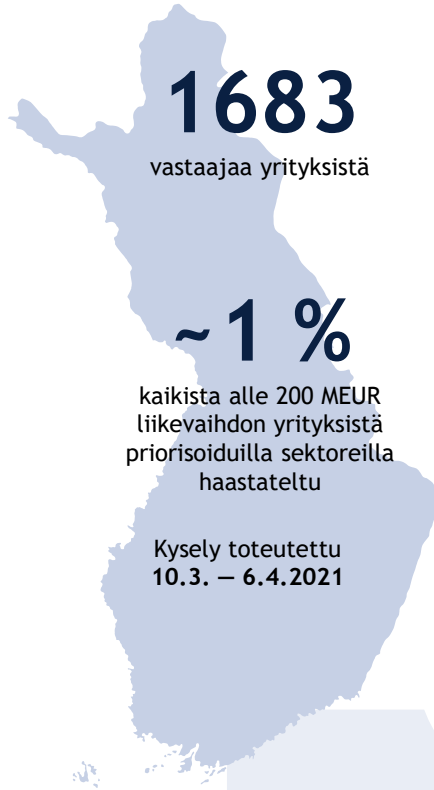 1683
vastaajaa yrityksistä
~1 %
kaikista alle 200 MEUR
liikevaihdon yrityksistä
priorisoiduilla sektoreilla
haastateltu
Kysely toteutettu
10.3. — 6.4.2021